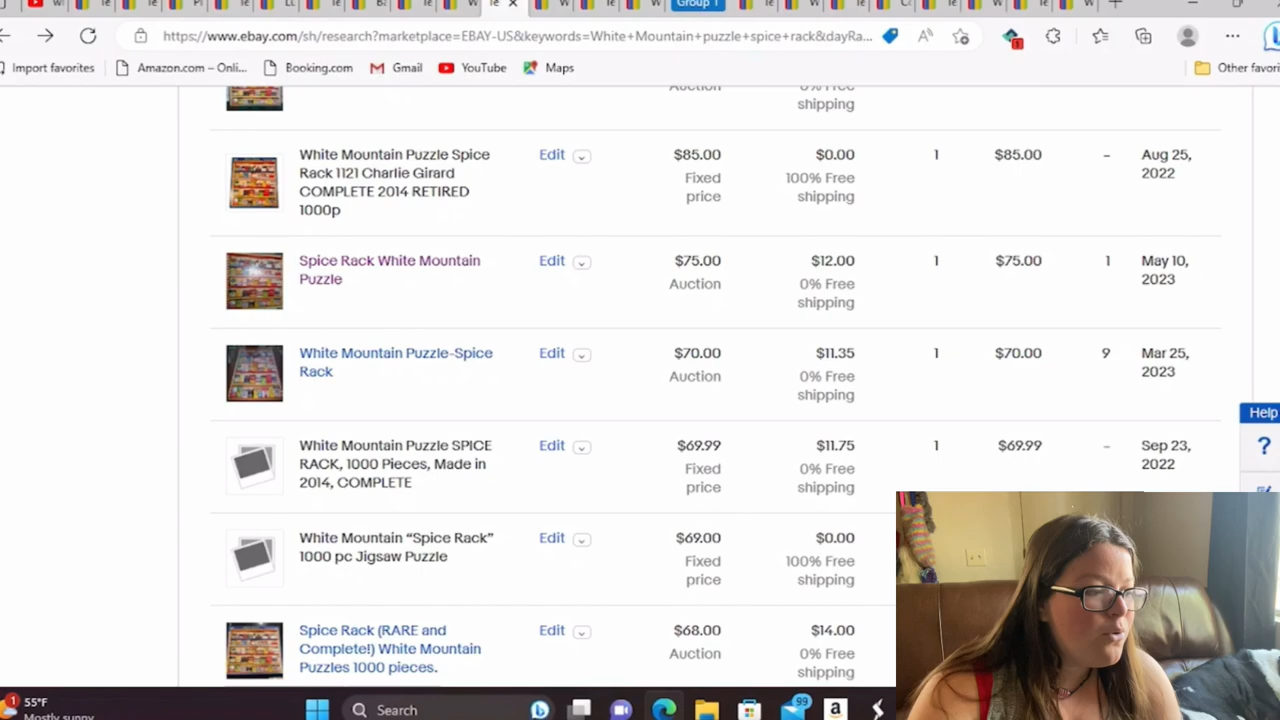 Group 1
https://www.ebay.com/sh/research?marketplace=EBAY-US&keywords=White+Mountain+puzzle+spice+rack&dayRa...
Import favorites Amazon.com – Onli... Booking.com Gmail YouTube Maps Other favori
Auction 0% Free
shipping
White Mountain Puzzle Spice Edit $85.00 $0.00 1 $85.00 – Aug 25,
Rack 1121 Charlie Girard Fixed 100% Free 2022
COMPLETE 2014 RETIRED price shipping
1000p
Spice Rack White Mountain Edit $75.00 $12.00 1 $75.00 1 May 10,
Puzzle Auction 0% Free 2023
shipping
White Mountain Puzzle-Spice Edit $70.00 $11.35 1 $70.00 9 Mar 25,
Rack Auction 0% Free 2023
shipping
Help
White Mountain Puzzle SPICE Edit $69.99 $11.75 1 $69.99 – Sep 23,
RACK, 1000 Pieces, Made in Fixed 0% Free 2022
2014, COMPLETE price shipping
?
White Mountain “Spice Rack” Edit $69.00 $0.00
1000 pc Jigsaw Puzzle Fixed 100% Free
price shipping
Spice Rack (RARE and Edit $68.00 $14.00
Complete!) White Mountain Auction 0% Free
Puzzles 1000 pieces. shipping
1 55°F
Mostly sunny
Search
99